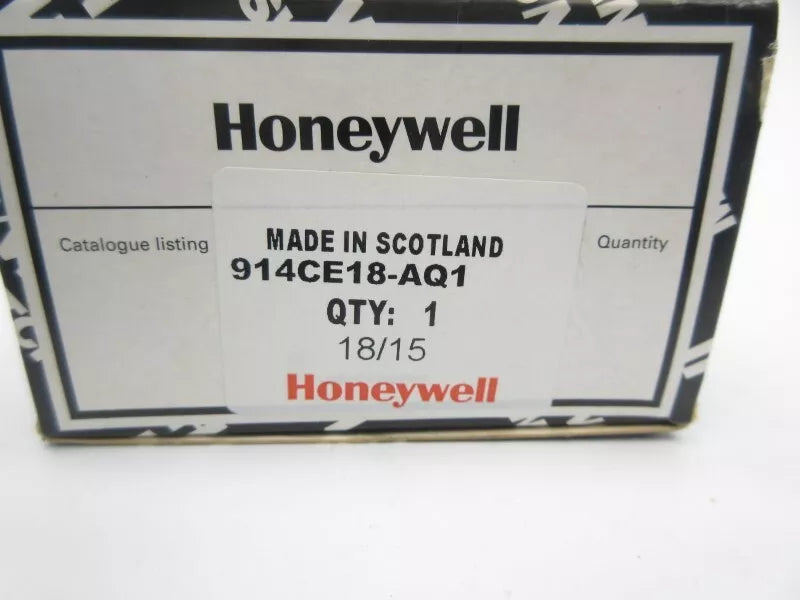 Honeywell
Catalogue listing
Quantity
MADE IN SCOTLAND
914CE18-AQ1
QTY: 1
18/15
Honeywell